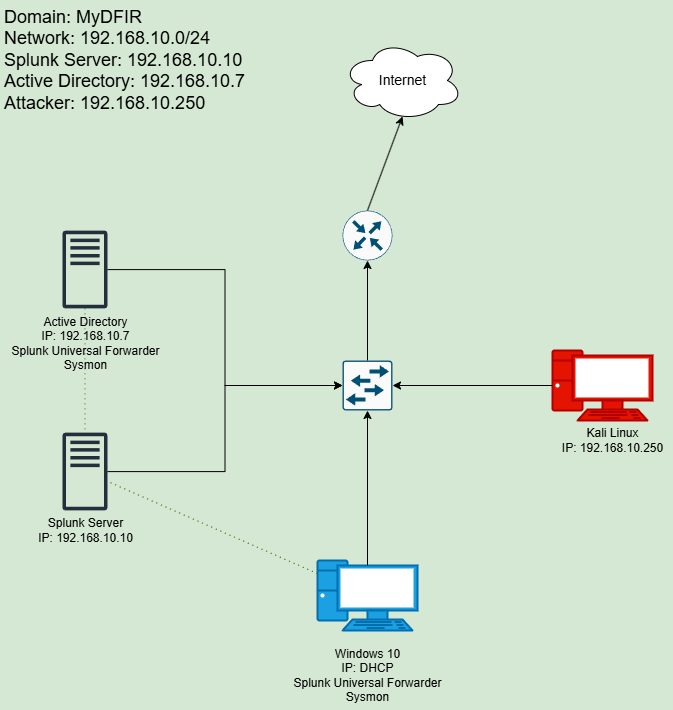 Domain: MyDFIR
Network: 192.168.10.0/24
Splunk Server: 192.168.10.10
Active Directory: 192.168.10.7
Attacker: 192.168.10.250
Internet
Active Directory
IP: 192.168.10.7
Splunk Universal Forwarder
Sysmon
Kali Linux
IP: 192.168.10.250
Splunk Server
IP: 192.168.10.10
Windows 10
IP: DHCP
Splunk Universal Forwarder
Sysmon